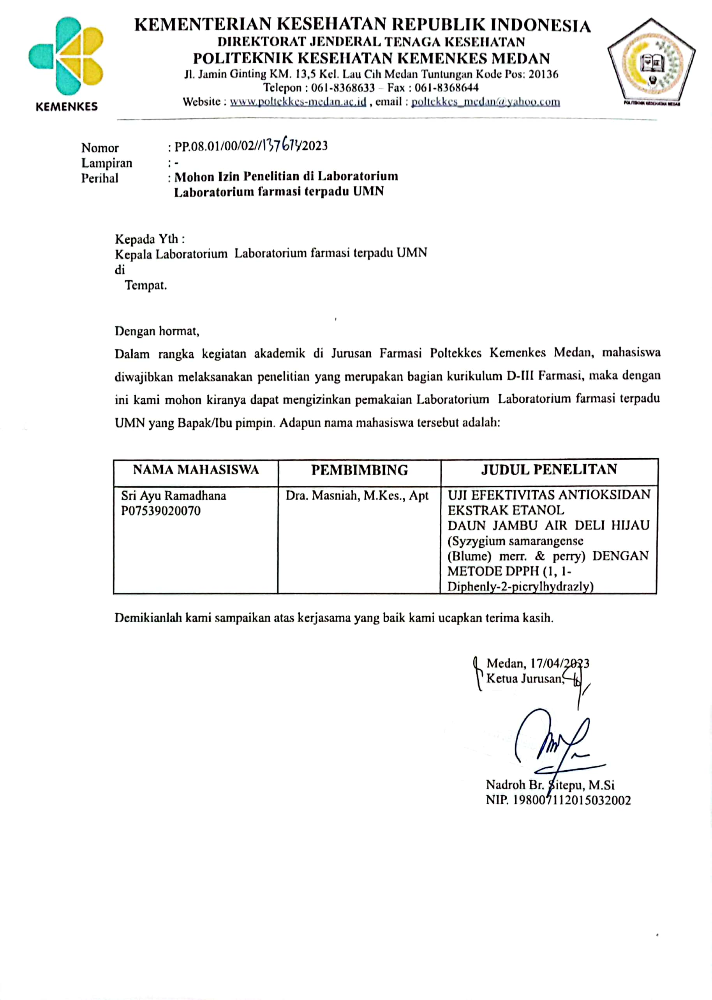 KEMENTERIAN KESEHATAN REPUBLIK INDONESIA
DIREKTORAT JENDERAL TENAGA KESEHATAN
POLITEKNIK KESEHATAN KEMENKES MEDAN
Jl. Jamin Ginting KM. 13,5 Kel. Lau Cih Medan Tuntungan Kode Pos: 20136
Telepon : 061-8368633 – Fax : 061-8368644
Website : www.poltekkes-medan.ac.id , email : poltekkes_medan@yahoo.com
KEMENKES
POLITEKNIK KESEHATAN MEDAN
Nomor : PP.08.01/00/02// /2023
Lampiran : -
Perihal : Mohon Izin Penelitian di Laboratorium
Laboratorium farmasi terpadu UMN
Kepada Yth :
Kepala Laboratorium Laboratorium farmasi terpadu UMN
di
Tempat.
Dengan hormat,
Dalam rangka kegiatan akademik di Jurusan Farmasi Poltekkes Kemenkes Medan, mahasiswa
diwajibkan melaksanakan penelitian yang merupakan bagian kurikulum D-III Farmasi, maka dengan
ini kami mohon kiranya dapat mengizinkan pemakaian Laboratorium Laboratorium farmasi terpadu
UMN yang Bapak/Ibu pimpin. Adapun nama mahasiswa tersebut adalah:
NAMA MAHASISWA PEMBIMBING JUDUL PENELITAN
Sri Ayu Ramadhana Dra. Masniah, M.Kes., Apt UJI EFEKTIVITAS ANTIOKSIDAN
P07539020070 EKSTRAK ETANOL
DAUN JAMBU AIR DELI HIJAU
(Syzygium samarangense
(Blume) merr. & perry) DENGAN
METODE DPPH (1, 1-
Diphenly-2-picrylhydrazly)
Demikianlah kami sampaikan atas kerjasama yang baik kami ucapkan terima kasih.
Medan, 17/04/2023
Ketua Jurusan,
Nadroh Br. Sitepu, M.Si
NIP. 198007112015032002